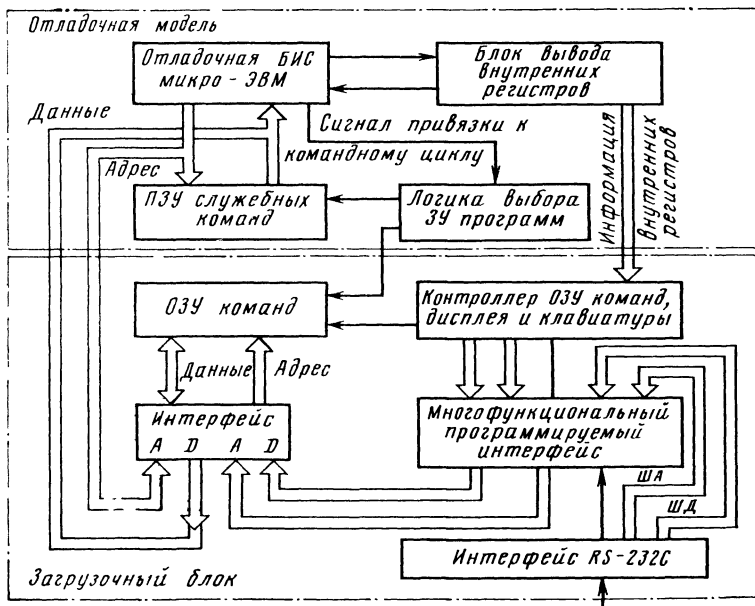 Отладочная модель
Отладочная БИС
микро-ЭВМ
Блок вывода
внутренних
регистров
Данные
Сигнал привязки к
командному циклу
Адрес
ПЗУ служебных
команд
Логика выбора
ЗУ программ
Информация
внутренних
регистров
ОЗУ команд
Контроллер ОЗУ команд,
дисплея и клавиатуры
Данные
Адрес
Интерфейс
A D A D
Многофункциональный
программируемый
интерфейс
ША
ШД
Интерфейс RS-232C
Загрузочный блок